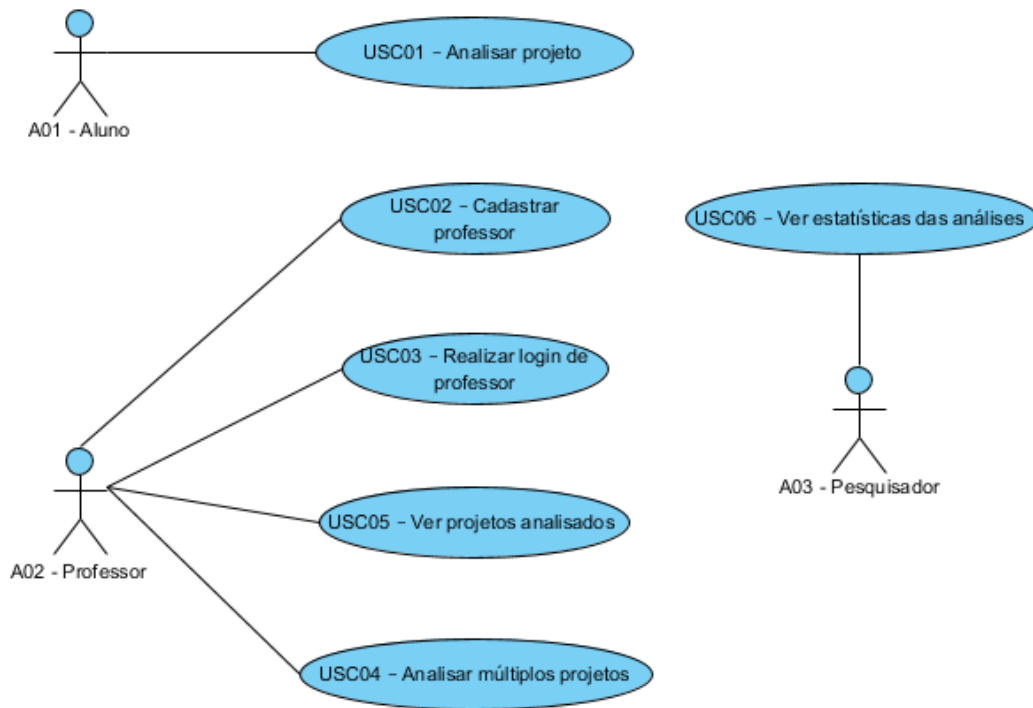 USC01 – Analisar projeto
A01 - Aluno
USC02 – Cadastrar
professor
USC06 – Ver estatísticas das análises
USC03 – Realizar login de
professor
A03 - Pesquisador
USC05 – Ver projetos analisados
A02 - Professor
USC04 – Analisar múltiplos projetos